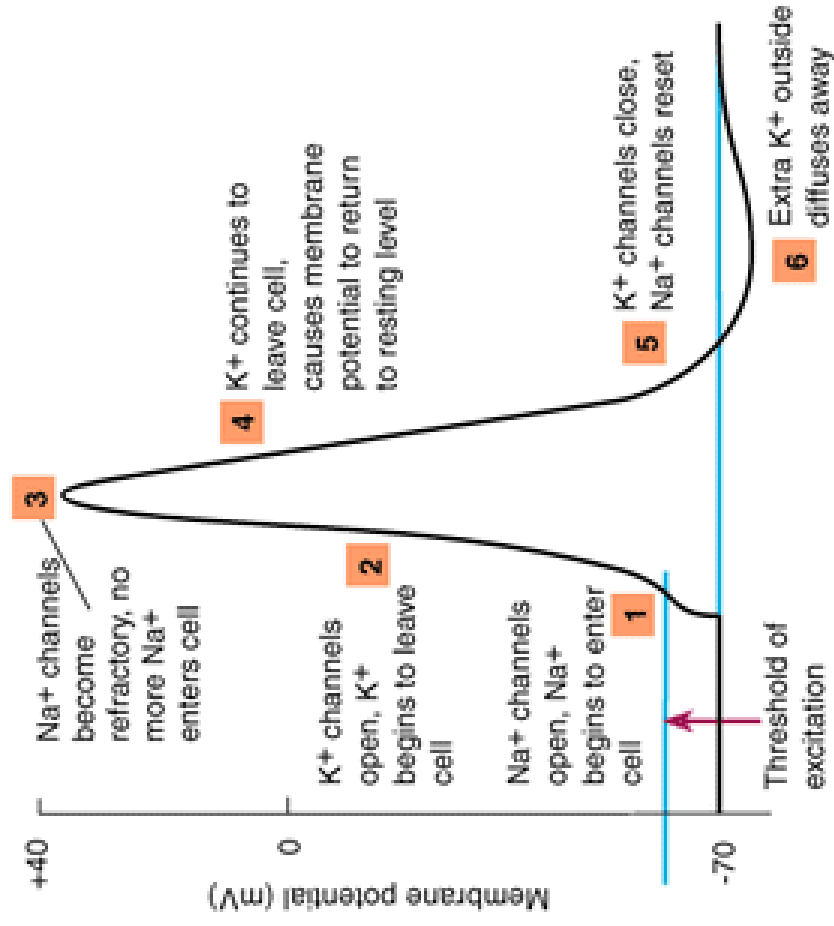 +40
0
-70
Membrane potential (mV)
Na+ channels
become
refractory, no
more Na+
enters cell
3
4
K+ continues to
leave cell,
causes membrane
potential to return
to resting level
2
K+ channels
open, K+
begins to leave
cell
1
Na+ channels
open, Na+
begins to enter
cell
5
K+ channels close,
Na+ channels reset
Threshold of
excitation
6
Extra K+ outside
diffuses away